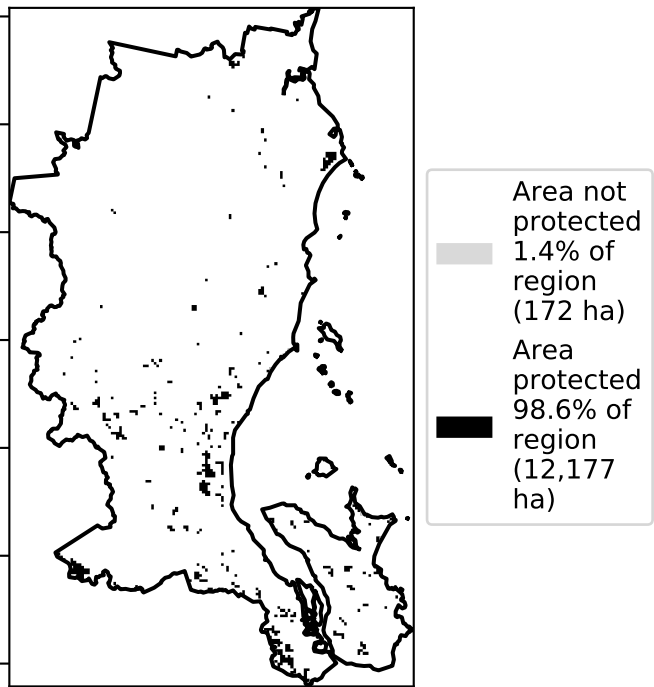 Area not
protected
1.4% of
region
(172 ha)
Area
protected
98.6% of
region
(12,177
ha)